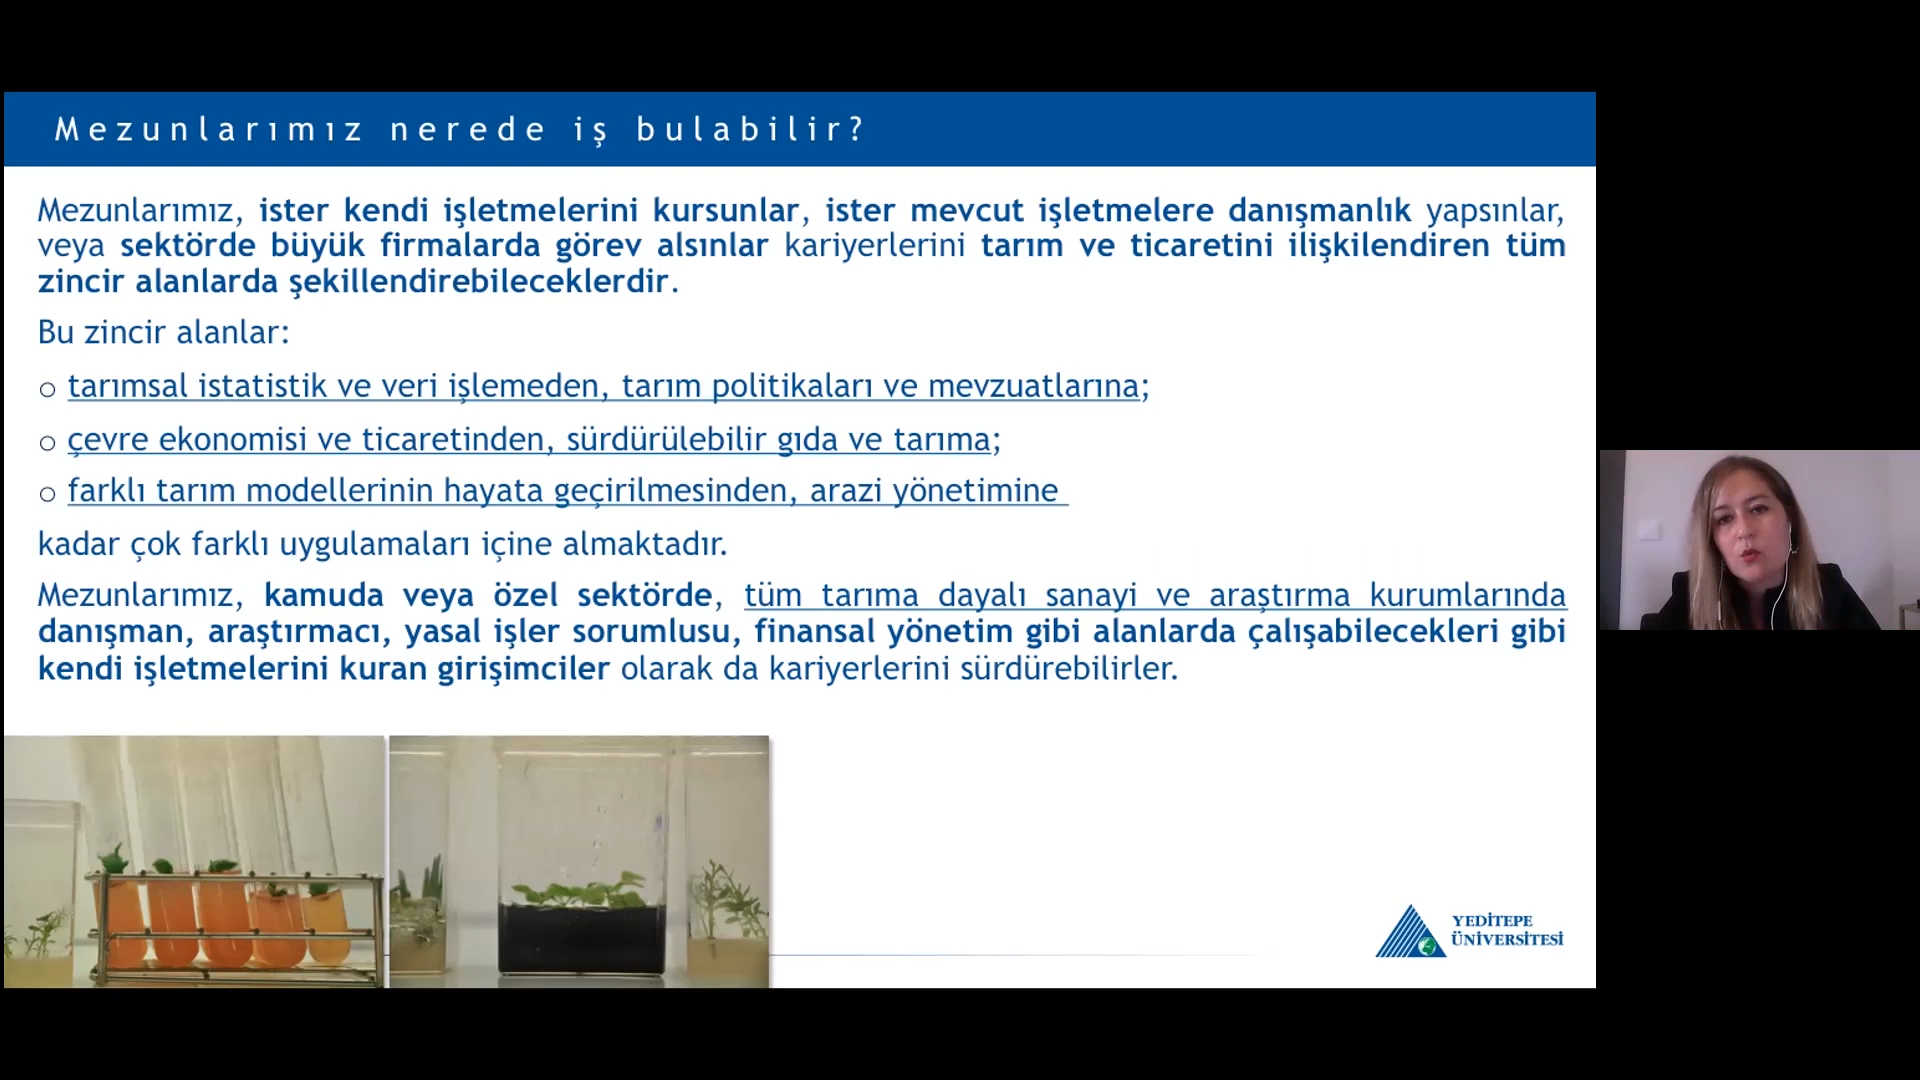 Mezunlarımız nerede iş bulabilir?
Mezunlarımız, ister kendi işletmelerini kursunlar, ister mevcut işletmelere danışmanlık yapsınlar,
veya sektörde büyük firmalarda görev alsınlar kariyerlerini tarım ve ticaretini ilişkilendiren tüm
zincir alanlarda şekillendirebileceklerdir.
Bu zincir alanlar:
o tarımsal istatistik ve veri işlemeden, tarım politikaları ve mevzuatlarına;
o çevre ekonomisi ve ticaretinden, sürdürülebilir gıda ve tarıma;
o farklı tarım modellerinin hayata geçirilmesinden, arazi yönetimine
kadar çok farklı uygulamaları içine almaktadır.
Mezunlarımız, kamuda veya özel sektörde, tüm tarıma dayalı sanayi ve araştırma kurumlarında
danışman, araştırmacı, yasal işler sorumlusu, finansal yönetim gibi alanlarda çalışabilecekleri gibi
kendi işletmelerini kuran girişimciler olarak da kariyerlerini sürdürebilirler.
YEDİTEPE
ÜNİVERSİTESİ